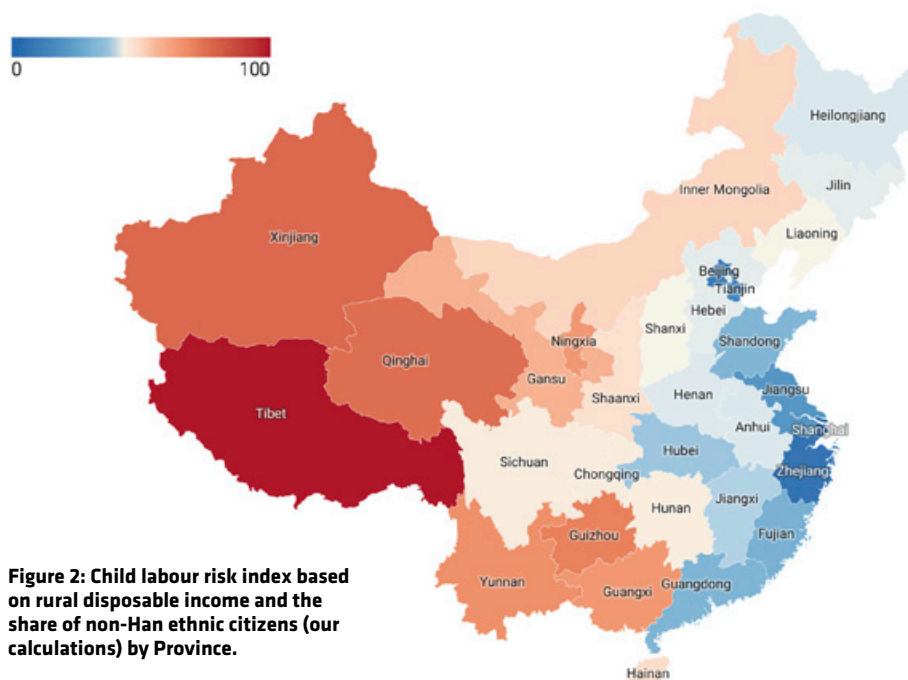 0 100
Heilongjiang
Jilin
Inner Mongolia
Liaoning
Xinjiang
Beijing
Tianjin
Hebei
Shanxi
Ningxia
Shandong
Qinghai
Gansu
Shaanxi
Henan
Jiangsu
Tibet
Anhui
Shanghai
Sichuan
Hubei
Chongqing
Zhejiang
Jiangxi
Hunan
Guizhou
Fujian
Yunnan
Guangxi
Guangdong
Hainan
Figure 2: Child labour risk index based
on rural disposable income and the
share of non-Han ethnic citizens (our
calculations) by Province.